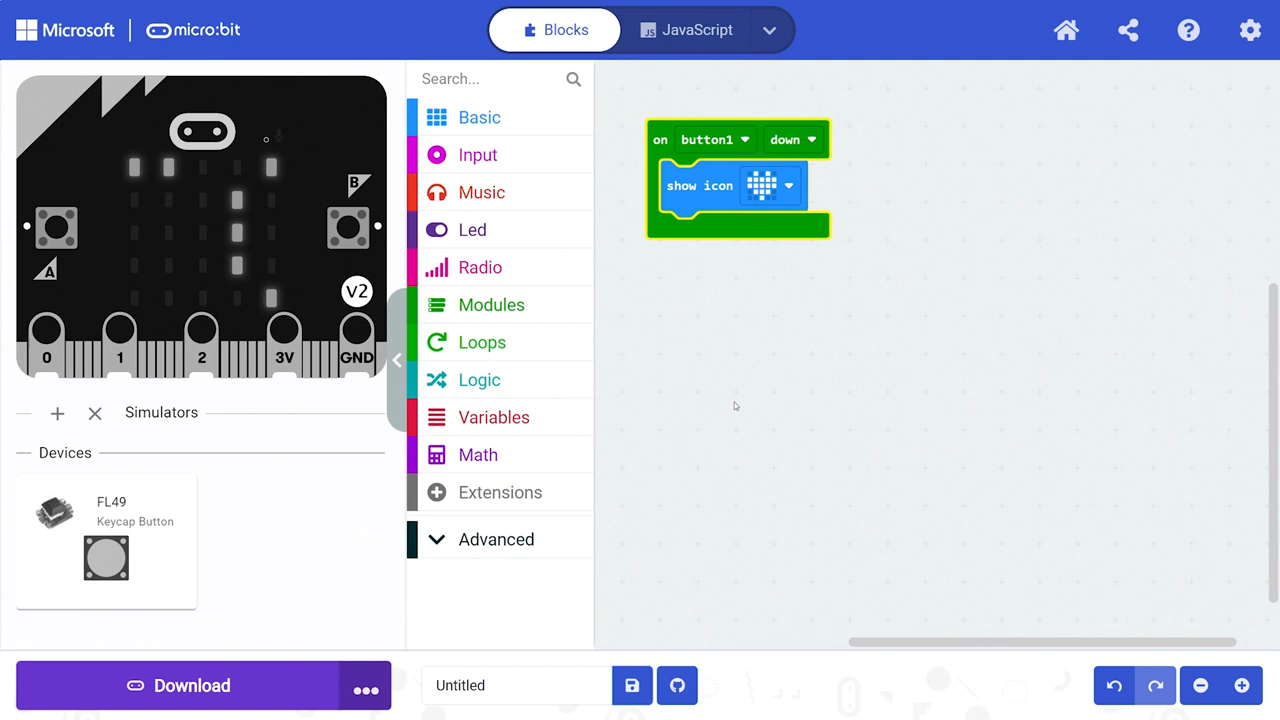 Microsoft
micro:bit
Blocks
JavaScript
Search...
Basic
Input
Music
Led
Radio
Modules
Loops
Logic
Variables
Math
Extensions
Advanced
on button1 down
show icon
B
A
V2
0 1 2 3V GND
Simulators
Devices
FL49
Keycap Button
Download
Untitled